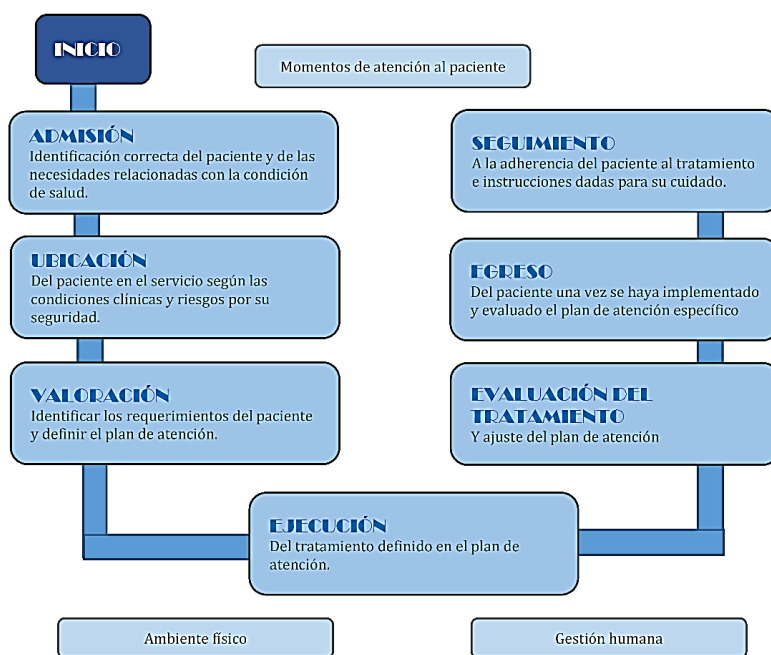 INICIO
Momentos de atención al paciente
ADMISIÓN
Identificación correcta del paciente y de las
necesidades relacionadas con la condición
de salud.
UBICACIÓN
Del paciente en el servicio según las
condiciones clínicas y riesgos por su
seguridad.
VALORACIÓN
Identificar los requerimientos del paciente
y definir el plan de atención.
EJECUCIÓN
Del tratamiento definido en el plan de
atención.
EVALUACIÓN DEL
TRATAMIENTO
Y ajuste del plan de atención
EGRESO
Del paciente una vez se haya implementado
y evaluado el plan de atención específico
SEGUIMIENTO
A la adherencia del paciente al tratamiento
e instrucciones dadas para su cuidado.
Ambiente físico
Gestión humana